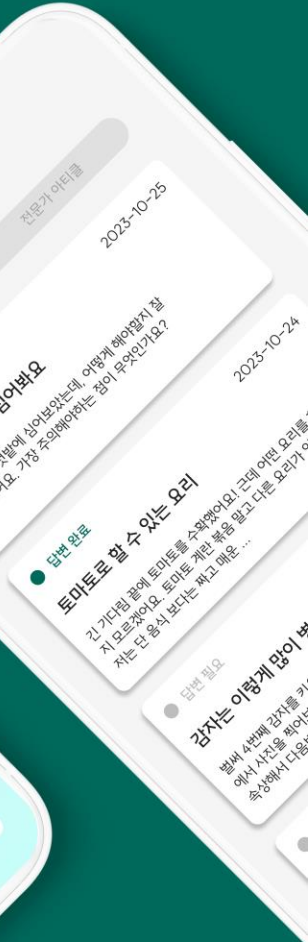 전문가 아티클
2023-10-25
심어봐요
텃밭에 심어보았는데, 어떻게 해야할지 잘
가장 주의해야하는 점이 무엇인가요?
2023-10-24
답변 완료
토마토로 할 수 있는 요리
긴 기다림 끝에 토마토를 수확했어요! 근데 어떤 요리를
지 모르겠어요. 토마토 계란 볶음 말고 다른 요리가
저는 단 음식 보다는 짜고 매운 ...
답변 필요
감자는 이렇게 많이
벌써 4번째 감자를
에서 사진을
속상해서